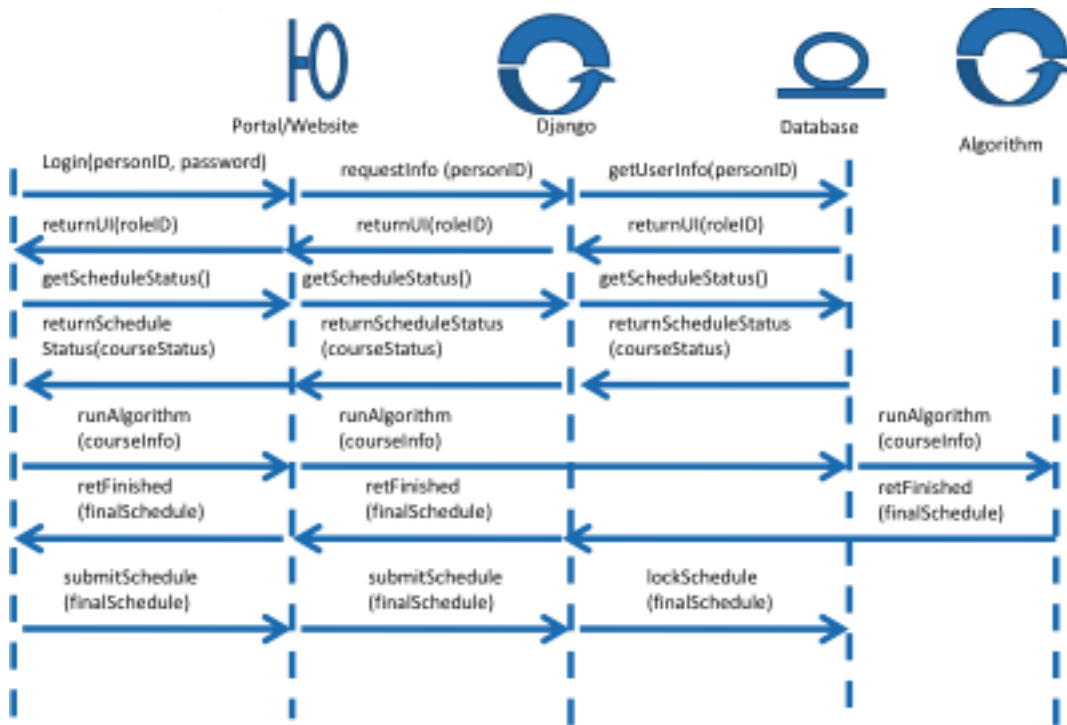 Portal/Website
Django
Database
Algorithm
Login(personID, password)
requestInfo (personID)
getUserInfo(personID)
returnUI(roleID)
returnUI(roleID)
returnUI(roleID)
getScheduleStatus()
getScheduleStatus()
getScheduleStatus()
returnSchedule
Status(courseStatus)
returnScheduleStatus
(courseStatus)
returnScheduleStatus
(courseStatus)
runAlgorithm
(courseInfo)
runAlgorithm
(courseInfo)
runAlgorithm
(courseInfo)
retFinished
(finalSchedule)
retFinished
(finalSchedule)
retFinished
(finalSchedule)
submitSchedule
(finalSchedule)
submitSchedule
(finalSchedule)
lockSchedule
(finalSchedule)